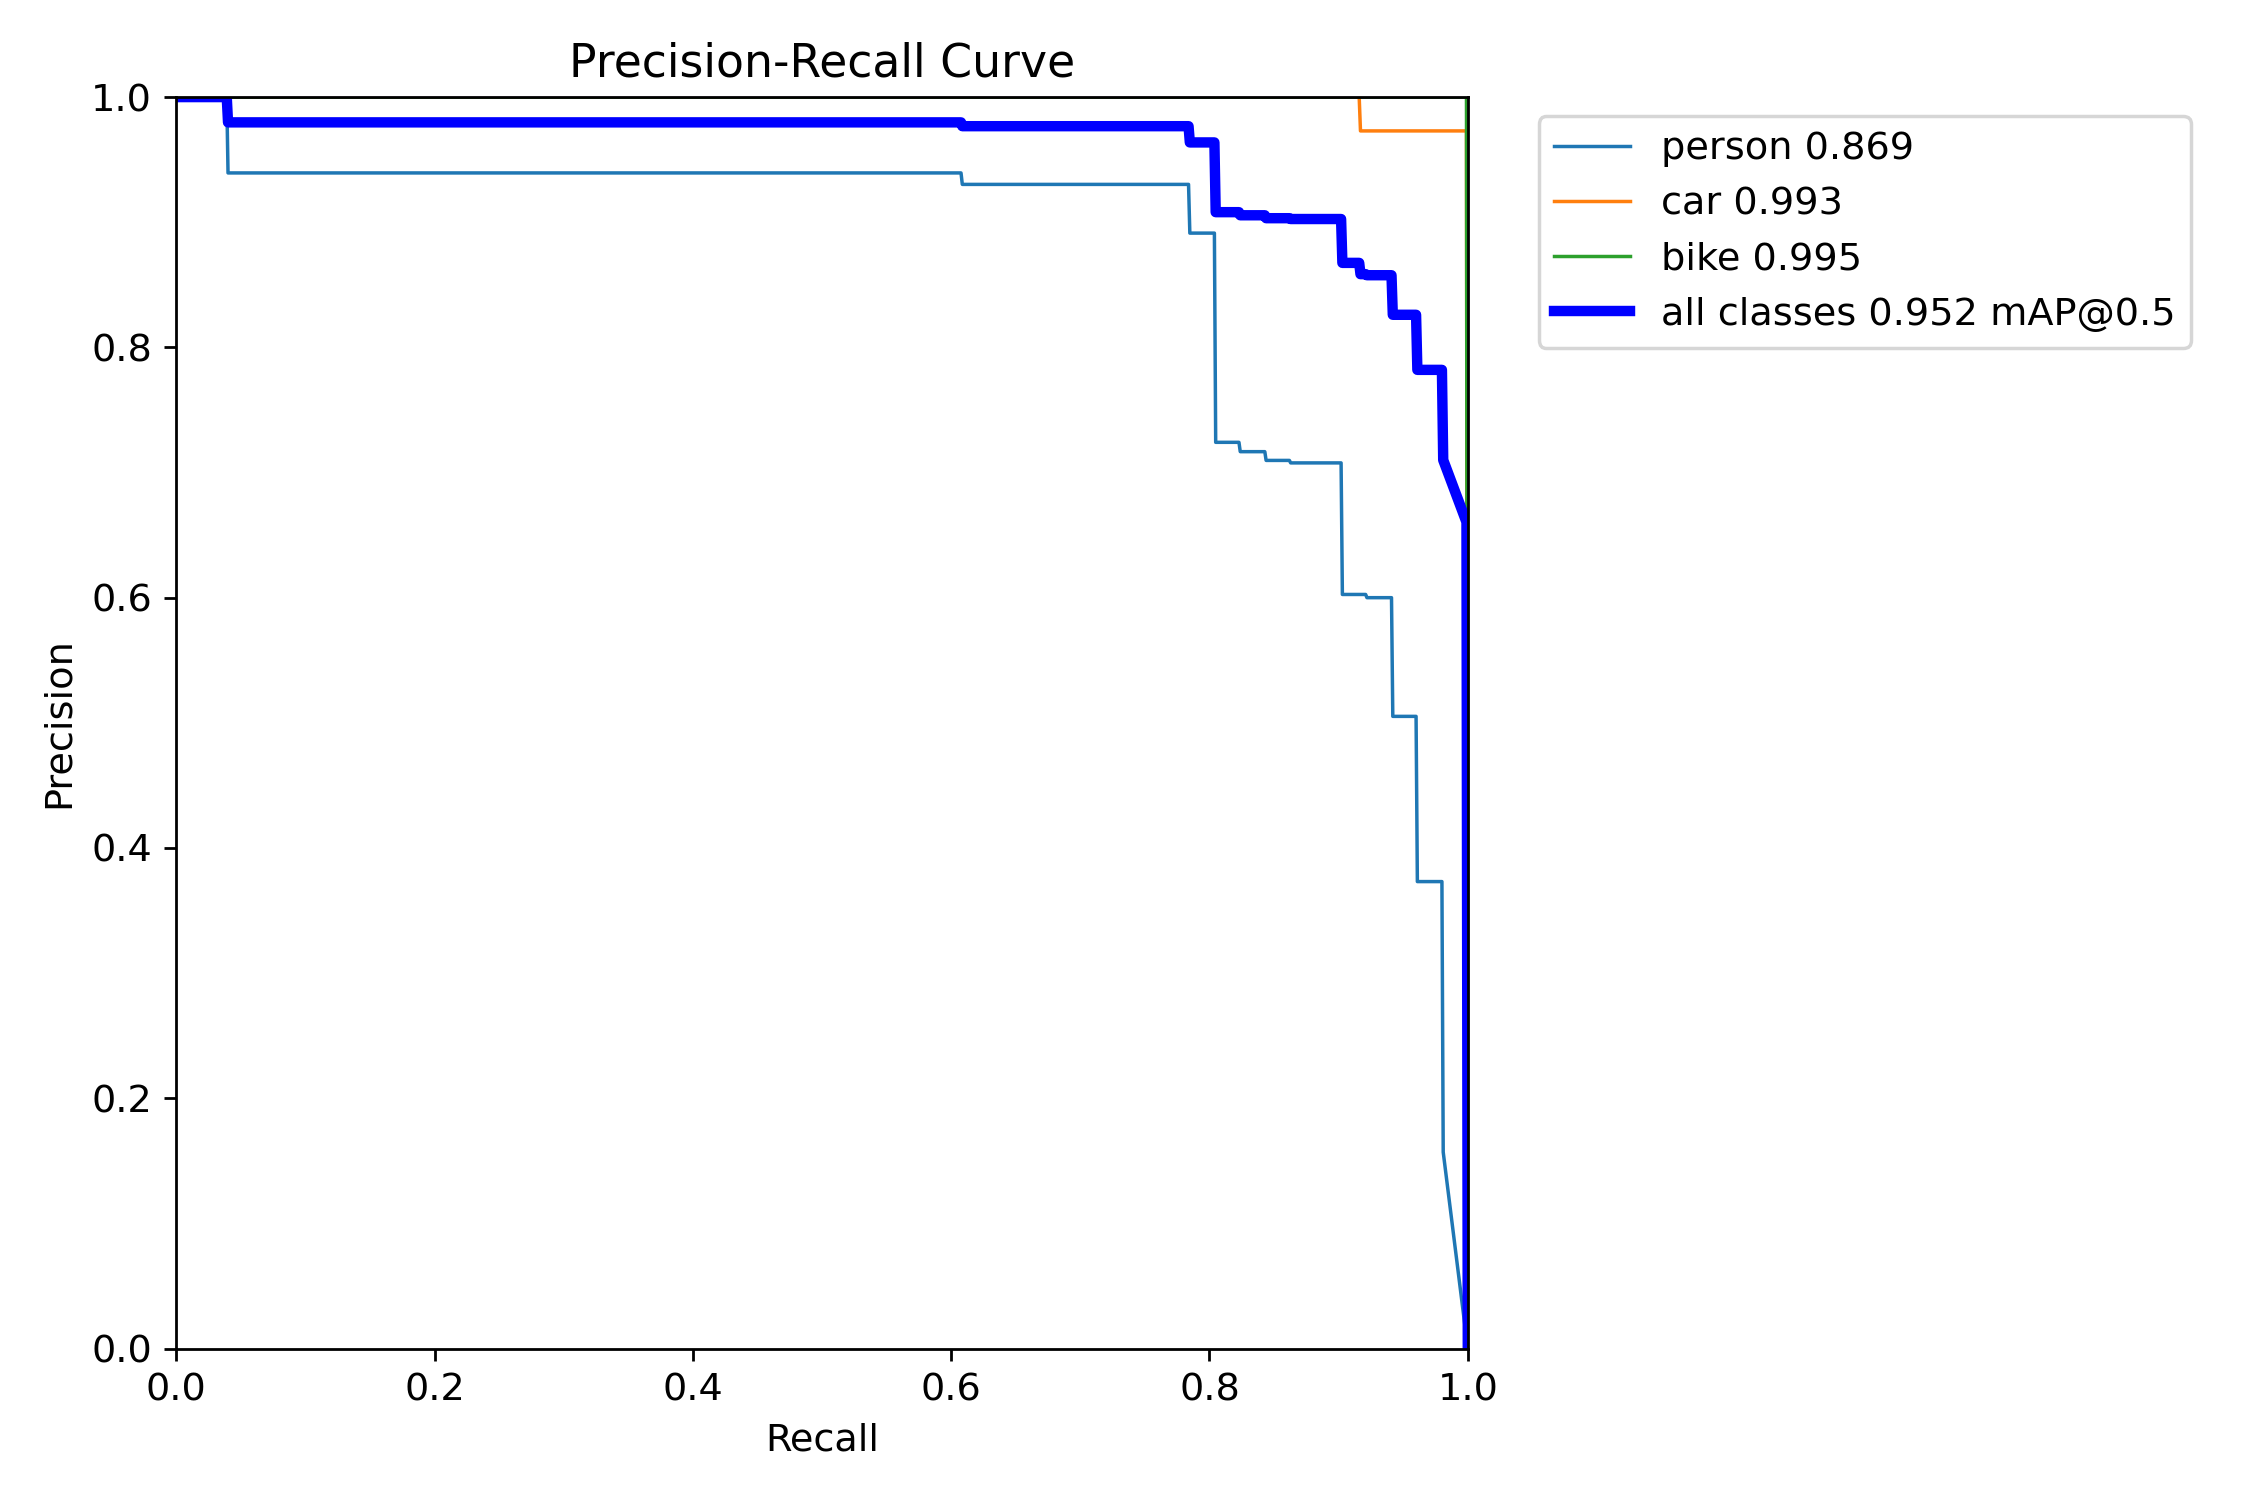 Precision-Recall Curve
1.0
0.8
0.6
0.4
0.2
0.0
Precision
0.0 0.2 0.4 0.6 0.8 1.0
Recall
person 0.869
car 0.993
bike 0.995
all classes 0.952 mAP@0.5